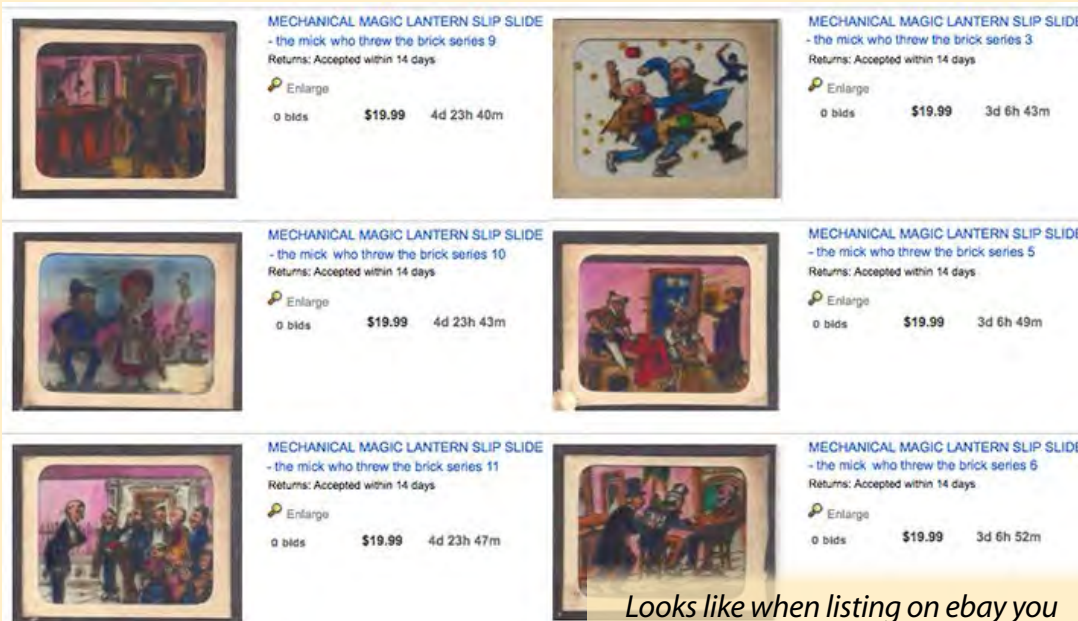 MECHANICAL MAGIC LANTERN SLIP SLIDE
- the mick who threw the brick series 9
Returns: Accepted within 14 days
Enlarge
0 bids $19.99 4d 23h 40m
MECHANICAL MAGIC LANTERN SLIP SLIDE
- the mick who threw the brick series 3
Returns: Accepted within 14 days
Enlarge
0 bids $19.99 3d 6h 43m
MECHANICAL MAGIC LANTERN SLIP SLIDE
- the mick who threw the brick series 10
Returns: Accepted within 14 days
Enlarge
0 bids $19.99 4d 23h 43m
MECHANICAL MAGIC LANTERN SLIP SLIDE
- the mick who threw the brick series 5
Returns: Accepted within 14 days
Enlarge
0 bids $19.99 3d 6h 49m
MECHANICAL MAGIC LANTERN SLIP SLIDE
- the mick who threw the brick series 11
Returns: Accepted within 14 days
Enlarge
0 bids $19.99 4d 23h 47m
MECHANICAL MAGIC LANTERN SLIP SLIDE
- the mick who threw the brick series 6
Returns: Accepted within 14 days
Enlarge
0 bids $19.99 3d 6h 52m
Looks like when listing on ebay you